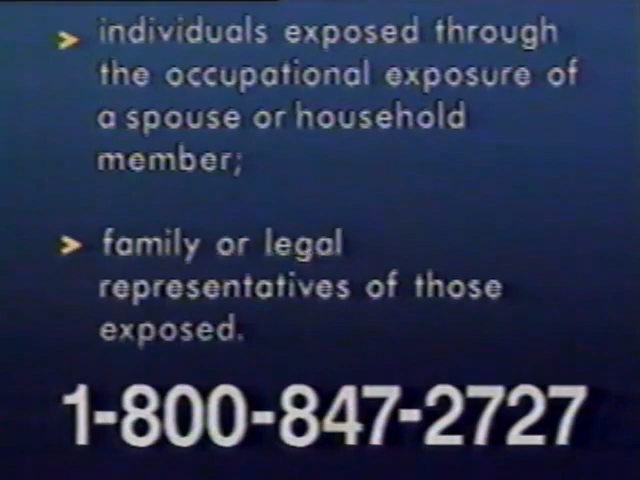 > individuals exposed through
the occupational exposure of
a spouse or household
member;
> family or legal
representatives of those
exposed.
1-800-847-2727